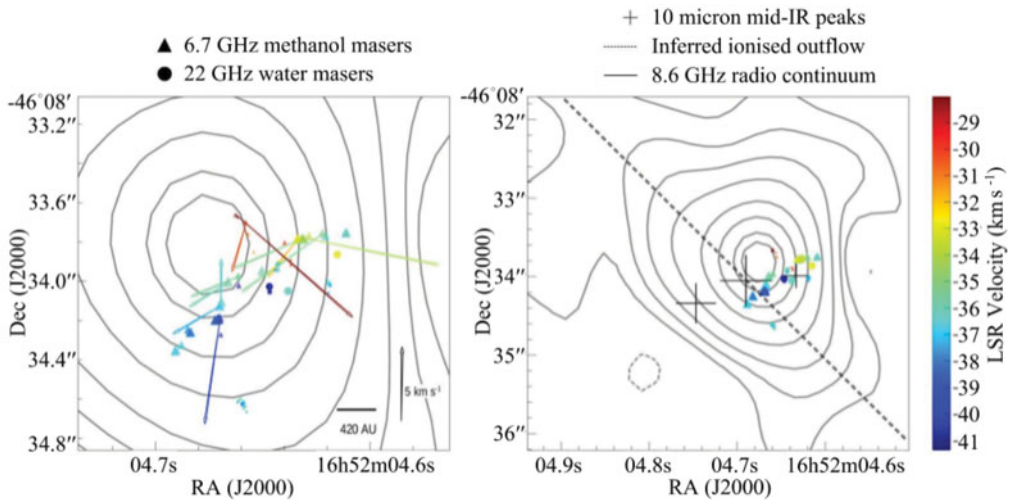 ▲ 6.7 GHz methanol masers
● 22 GHz water masers
+ 10 micron mid-IR peaks
Inferred ionised outflow
8.6 GHz radio continuum
-46°08′
33.2″
33.6″
34.0″
34.4″
34.8″
Dec (J2000)
5 km s⁻¹
420 AU
04.7s
16h52m04.6s
RA (J2000)
-46°08′
32″
33″
34″
35″
36″
Dec (J2000)
04.9s
04.8s
04.7s
16h52m04.6s
RA (J2000)
-29
-30
-31
-32
-33
-34
-35
-36
-37
-38
-39
-40
-41
LSR Velocity (km s⁻¹)